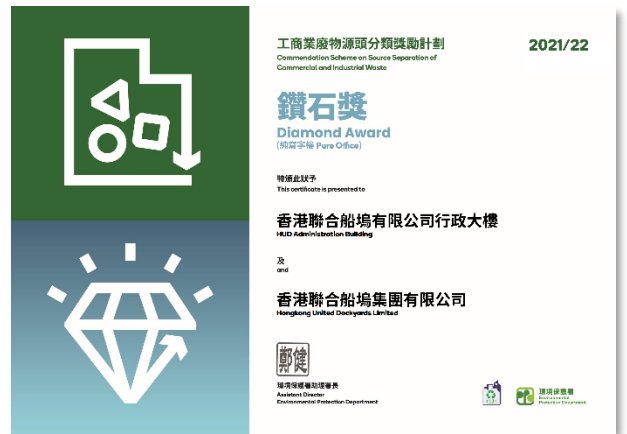 工商業廢物源頭分類獎勵計劃
2021/22
Commendation Scheme on Source Separation of
Commercial and Industrial Waste
鑽石獎
Diamond Award
(純寫字樓 Pure Office)
特頒此狀予
This certificate is presented to
香港聯合船塢有限公司行政大樓
HUD Administration Building
及
and
香港聯合船塢集團有限公司
Hongkong United Dockyards Limited
鄭健
環境保護署助理署長
Assistant Director
Environmental Protection Department
環境保護署
Environmental
Protection Department